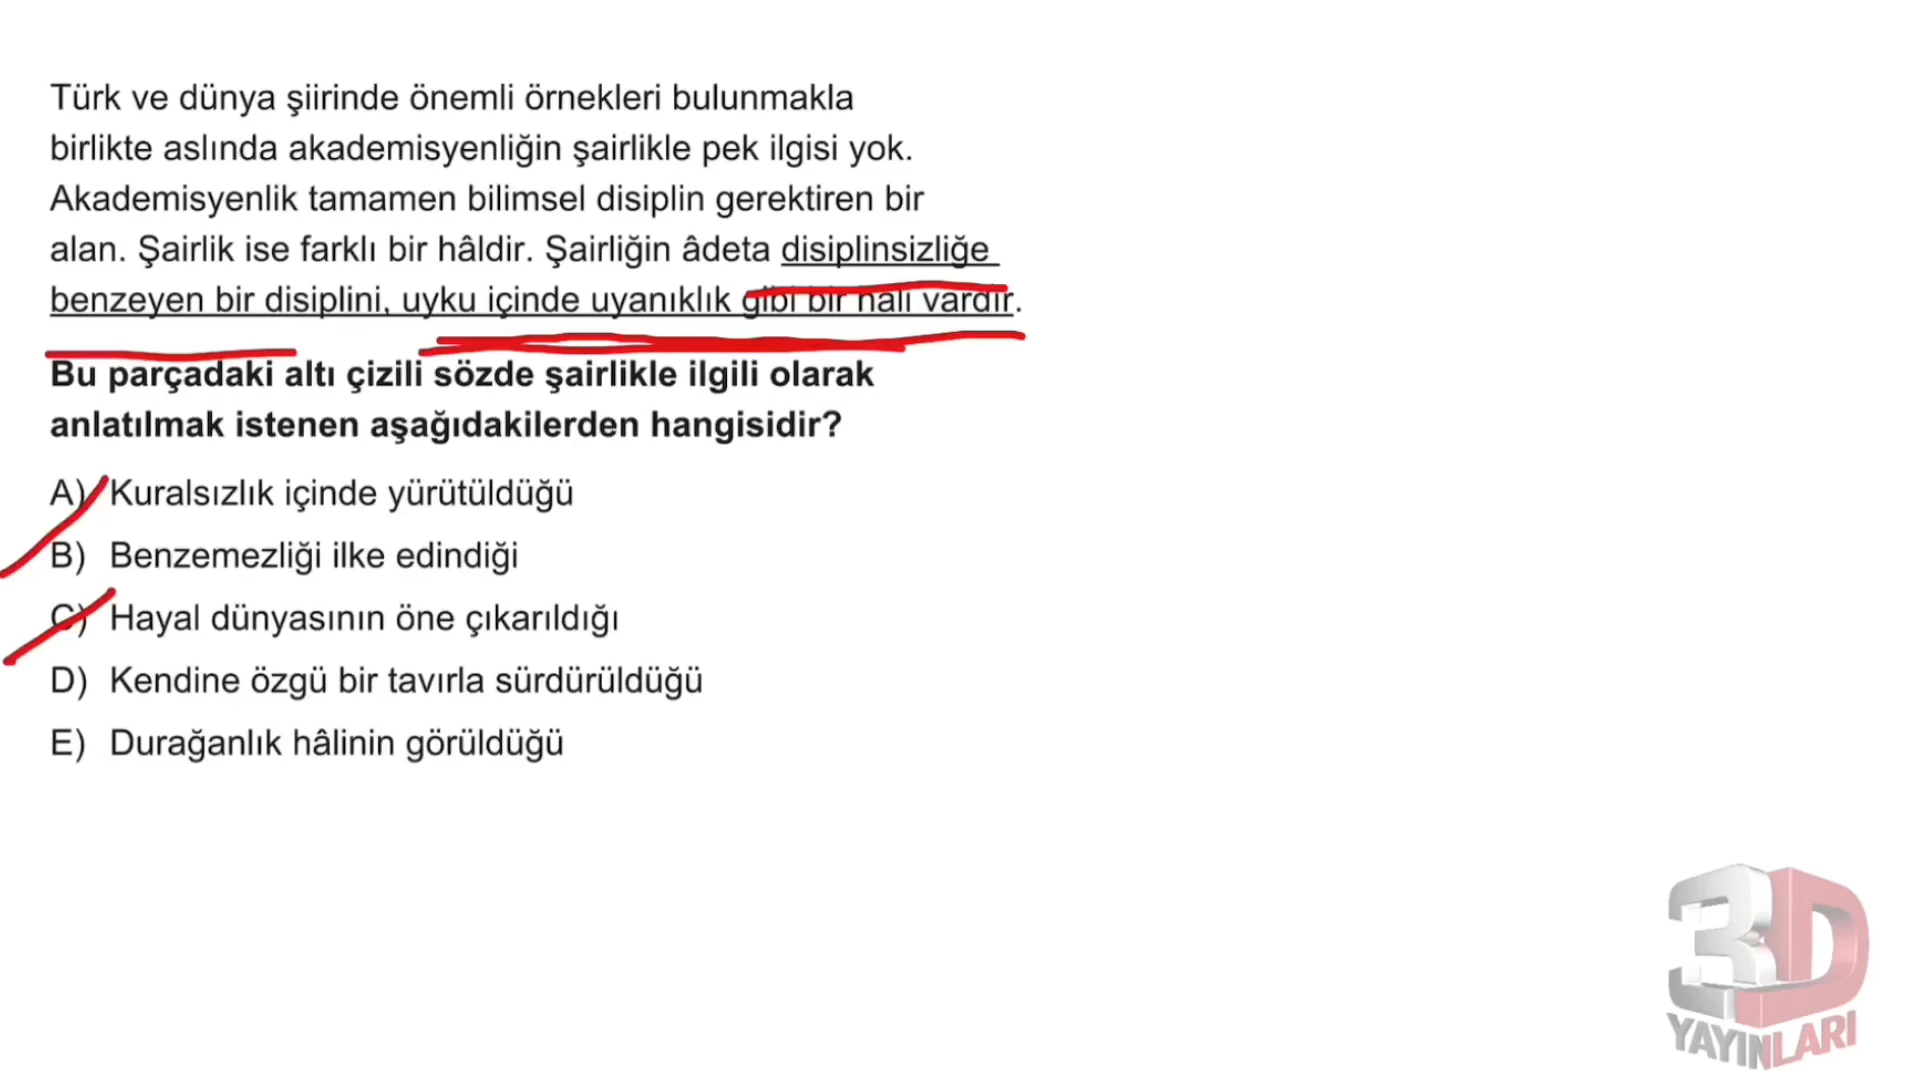 Türk ve dünya şiirinde önemli örnekleri bulunmakla
birlikte aslında akademisyenliğin şairlikle pek ilgisi yok.
Akademisyenlik tamamen bilimsel disiplin gerektiren bir
alan. Şairlik ise farklı bir hâldir. Şairliğin âdeta disiplinsizliğe
benzeyen bir disiplini, uyku içinde uyanıklık gibi bir hali vardır.
Bu parçadaki altı çizili sözde şairlikle ilgili olarak
anlatılmak istenen aşağıdakilerden hangisidir?
A) Kuralsızlık içinde yürütüldüğü
B) Benzemezliği ilke edindiği
C) Hayal dünyasının öne çıkarıldığı
D) Kendine özgü bir tavırla sürdürüldüğü
E) Durağanlık hâlinin görüldüğü
3D
YAYINLARI